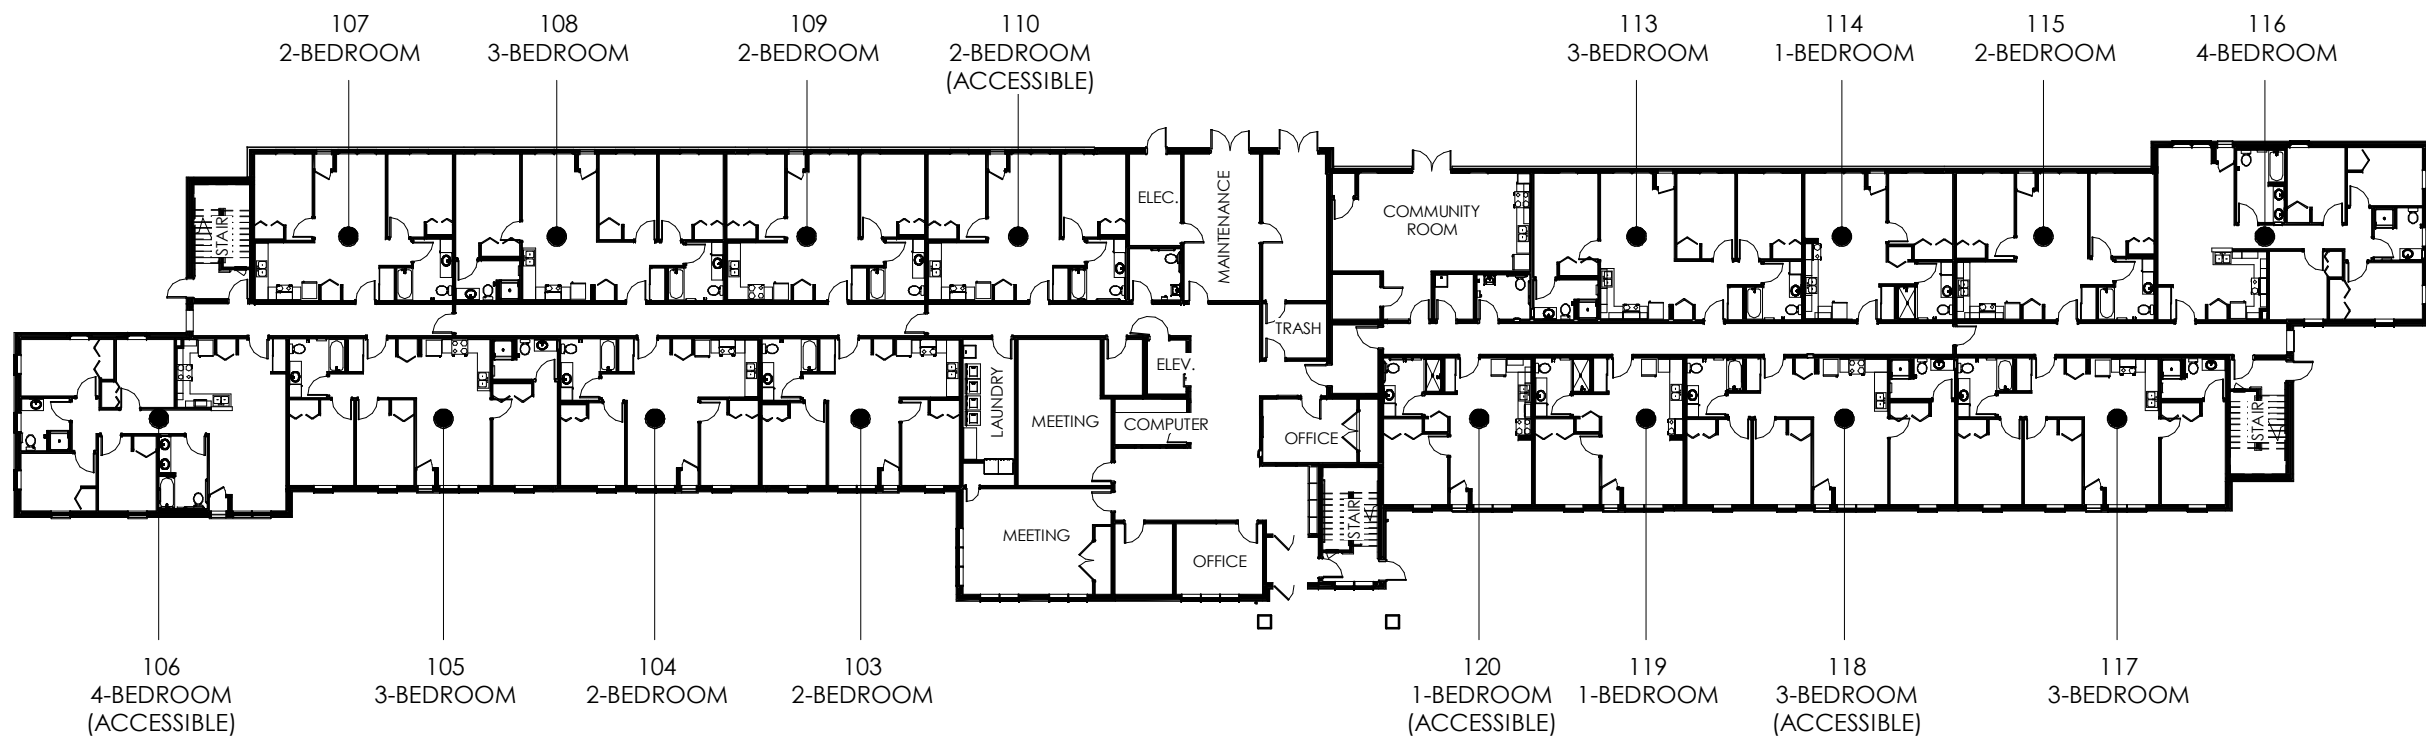 107
2-BEDROOM
108
3-BEDROOM
109
2-BEDROOM
110
2-BEDROOM
(ACCESSIBLE)
113
3-BEDROOM
114
1-BEDROOM
115
2-BEDROOM
116
4-BEDROOM
STAIR
ELEC.
MAINTENANCE
COMMUNITY
ROOM
TRASH
ELEV.
LAUNDRY
MEETING
COMPUTER
OFFICE
STAIR
MEETING
OFFICE
STAIR
106
4-BEDROOM
(ACCESSIBLE)
105
3-BEDROOM
104
2-BEDROOM
103
2-BEDROOM
120
1-BEDROOM
(ACCESSIBLE)
119
1-BEDROOM
118
3-BEDROOM
(ACCESSIBLE)
117
3-BEDROOM